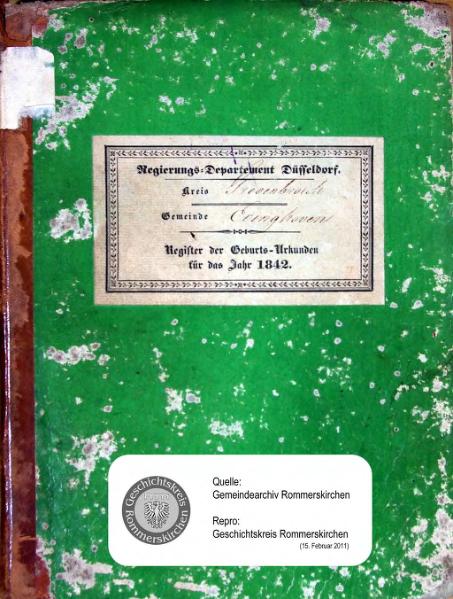 Regierungs-Departement Düsseldorf.
Kreis Grevenbroich
Gemeinde
Register der Geburts-Urkunden
für das Jahr 1842.
Geschichtskreis
Rommerskirchen
Quelle:
Gemeindearchiv Rommerskirchen
Repro:
Geschichtskreis Rommerskirchen
(15. Februar 2011)